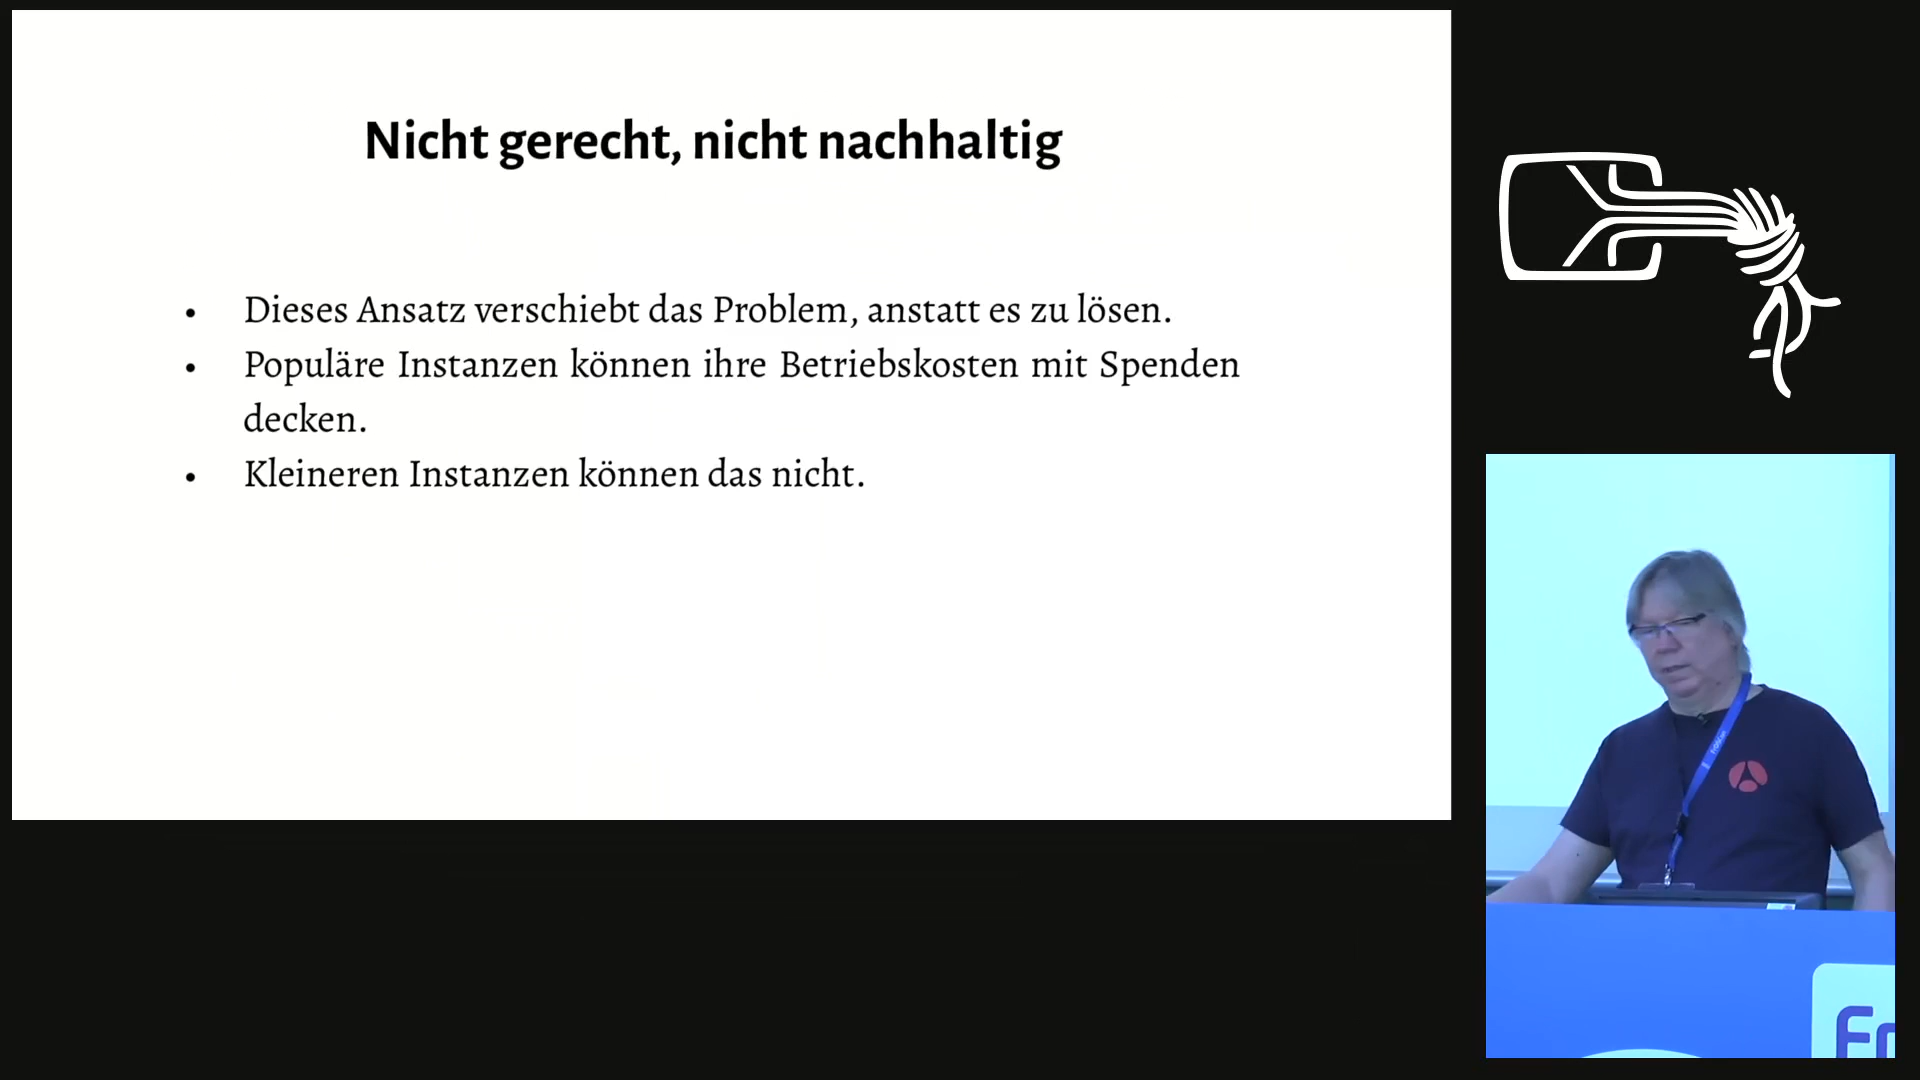 Nicht gerecht, nicht nachhaltig
• Dieses Ansatz verschiebt das Problem, anstatt es zu lösen.
• Populäre Instanzen können ihre Betriebskosten mit Spenden
decken.
• Kleineren Instanzen können das nicht.